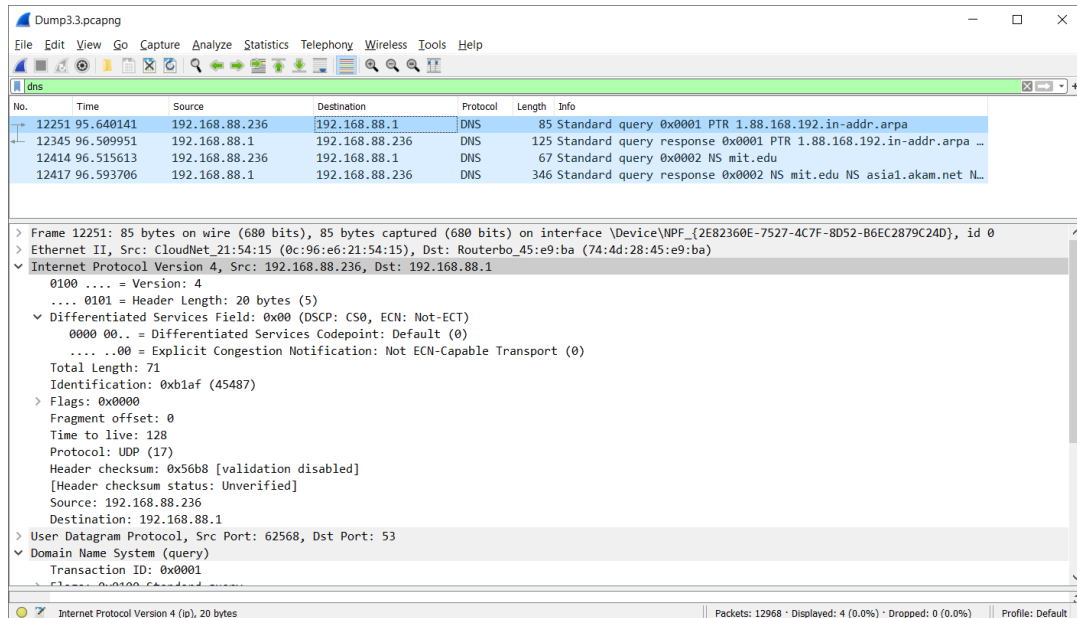 Dump3.3.pcapng
File Edit View Go Capture Analyze Statistics Telephony Wireless Tools Help
dns
No. Time Source Destination Protocol Length Info
12251 95.640141 192.168.88.236 192.168.88.1 DNS 85 Standard query 0x0001 PTR 1.88.168.192.in-addr.arpa
12345 96.509951 192.168.88.1 192.168.88.236 DNS 125 Standard query response 0x0001 PTR 1.88.168.192.in-addr.arpa …
12414 96.515613 192.168.88.236 192.168.88.1 DNS 67 Standard query 0x0002 NS mit.edu
12417 96.593706 192.168.88.1 192.168.88.236 DNS 346 Standard query response 0x0002 NS mit.edu NS asia1.akam.net N…
Frame 12251: 85 bytes on wire (680 bits), 85 bytes captured (680 bits) on interface \Device\NPF_{2E82360E-7527-4C7F-8D52-B6EC2879C24D}, id 0
Ethernet II, Src: CloudNet_21:54:15 (0c:96:e6:21:54:15), Dst: Routerbo_45:e9:ba (74:4d:28:45:e9:ba)
Internet Protocol Version 4, Src: 192.168.88.236, Dst: 192.168.88.1
0100 .... = Version: 4
.... 0101 = Header Length: 20 bytes (5)
Differentiated Services Field: 0x00 (DSCP: CS0, ECN: Not-ECT)
0000 00.. = Differentiated Services Codepoint: Default (0)
.... ..00 = Explicit Congestion Notification: Not ECN-Capable Transport (0)
Total Length: 71
Identification: 0xb1af (45487)
Flags: 0x0000
Fragment offset: 0
Time to live: 128
Protocol: UDP (17)
Header checksum: 0x56b8 [validation disabled]
[Header checksum status: Unverified]
Source: 192.168.88.236
Destination: 192.168.88.1
User Datagram Protocol, Src Port: 62568, Dst Port: 53
Domain Name System (query)
Transaction ID: 0x0001
Flags: 0x0100 Standard query
Internet Protocol Version 4 (ip), 20 bytes
Packets: 12968 · Displayed: 4 (0.0%) · Dropped: 0 (0.0%)
Profile: Default